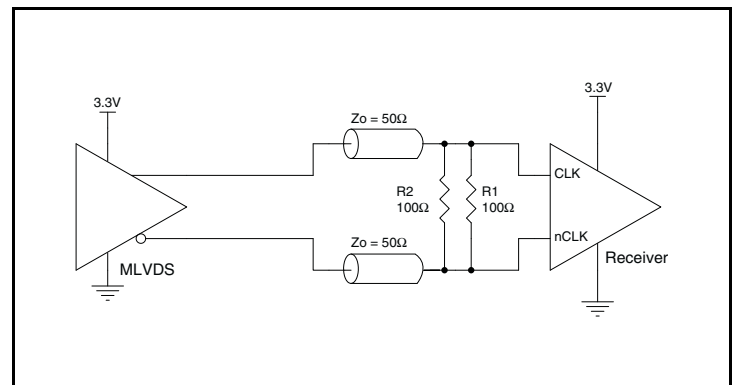 3.3V
3.3V
Zo = 50Ω
CLK
R2
100Ω
R1
100Ω
nCLK
Zo = 50Ω
Receiver
MLVDS